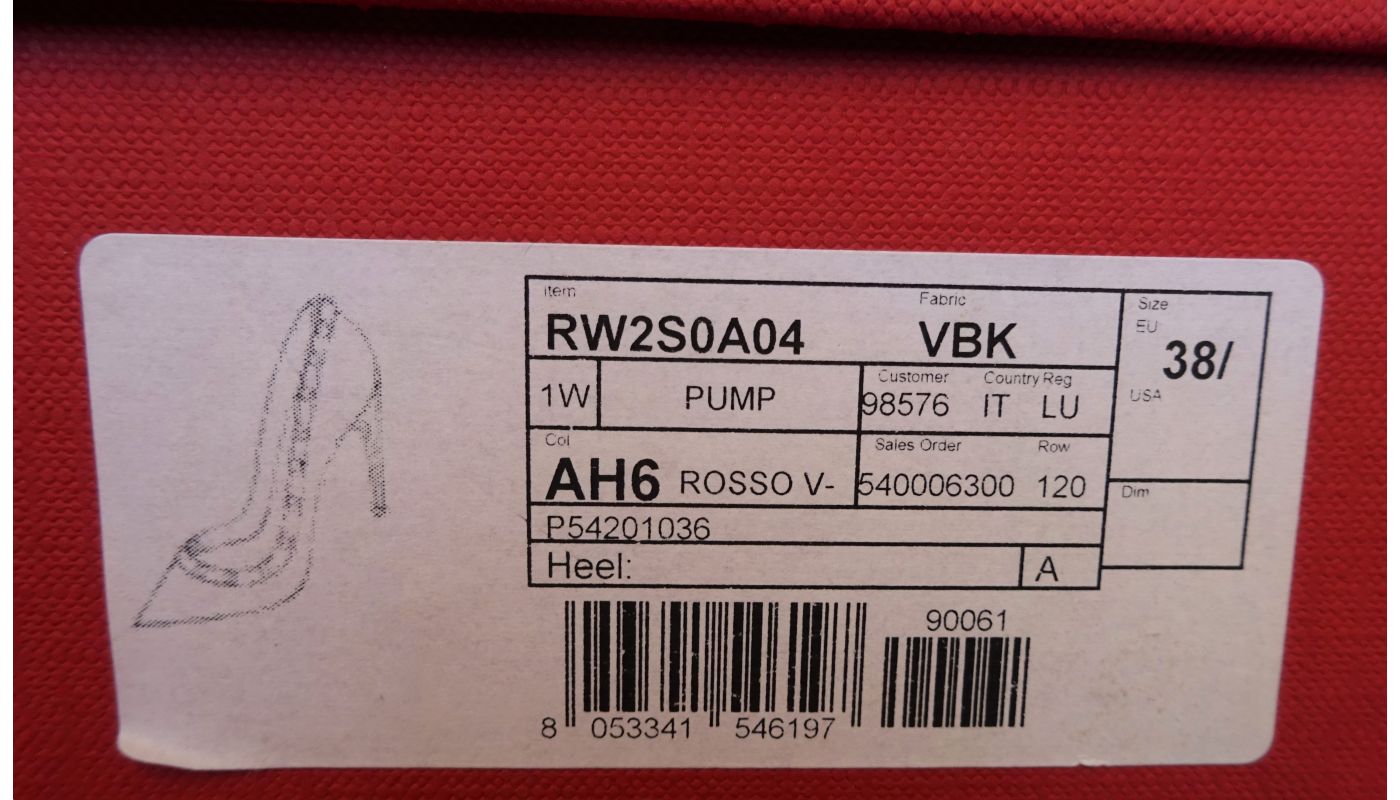 Item Fabric
RW2S0A04 VBK
Size
EU
38/
USA
1W PUMP
Customer Country Reg
98576 IT LU
Col
AH6 ROSSO V-
Sales Order Row
540006300 120
Dim
P54201036
Heel: A
90061
8 053341 546197